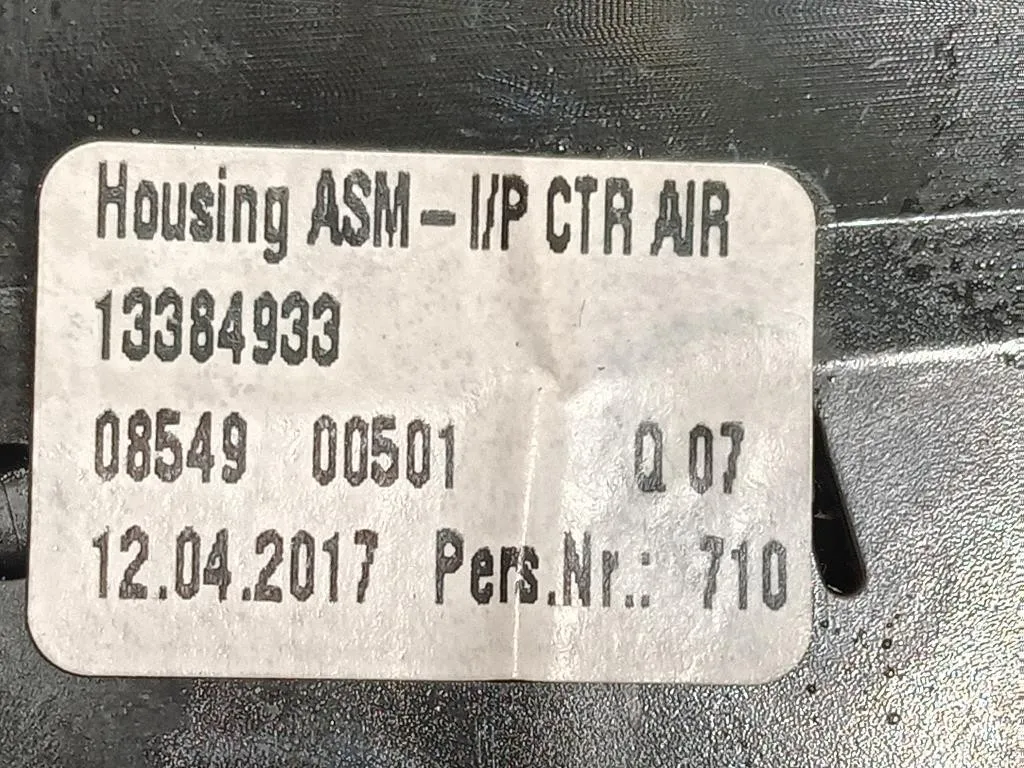 Housing ASM - I/P CTR AIR
13384933
08549 00501 Q 07
12.04.2017 Pers.Nr.: 710